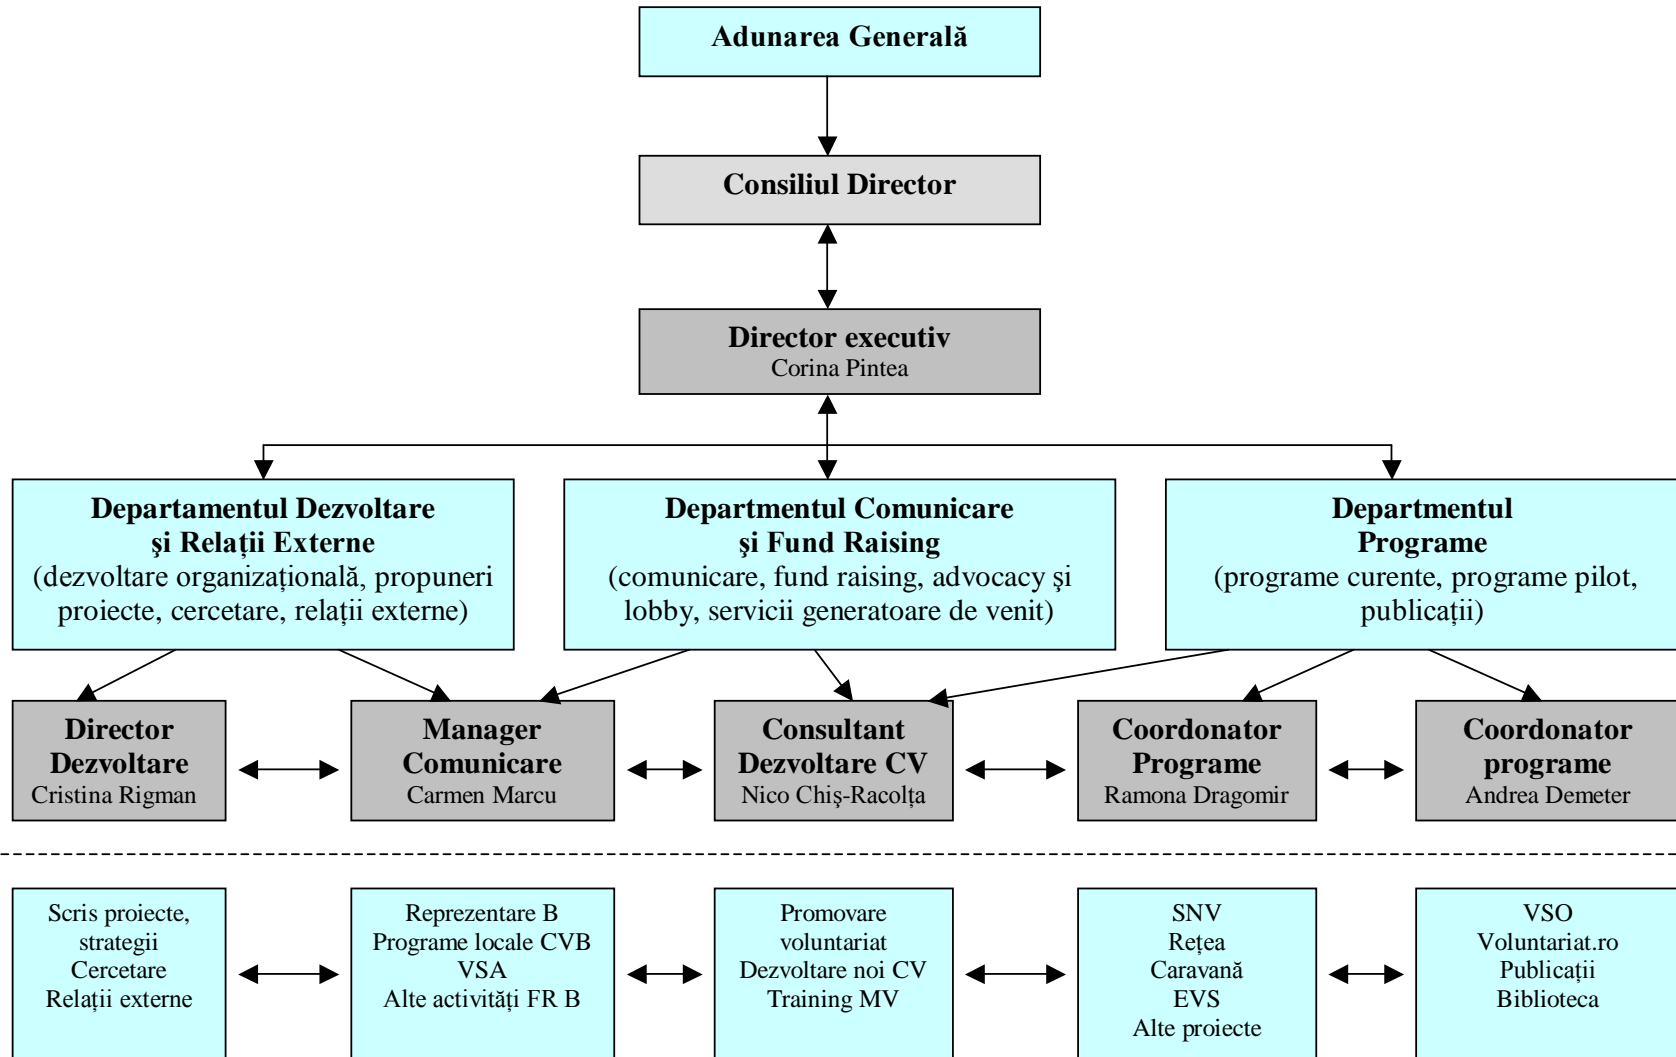 Adunarea Generală
Consiliul Director
Director executiv
Corina Pintea
Departamentul Dezvoltare
şi Relaţii Externe
(dezvoltare organizaţională, propuneri
proiecte, cercetare, relaţii externe)
Departmentul Comunicare
şi Fund Raising
(comunicare, fund raising, advocacy şi
lobby, servicii generatoare de venit)
Departmentul
Programe
(programe curente, programe pilot,
publicaţii)
Director
Dezvoltare
Cristina Rigman
Manager
Comunicare
Carmen Marcu
Consultant
Dezvoltare CV
Nico Chiş-Racolţa
Coordonator
Programe
Ramona Dragomir
Coordonator
programe
Andrea Demeter
Scris proiecte,
strategii
Cercetare
Relaţii externe
Reprezentare B
Programe locale CVB
VSA
Alte activităţi FR B
Promovare
voluntariat
Dezvoltare noi CV
Training MV
SNV
Reţea
Caravană
EVS
Alte proiecte
VSO
Voluntariat.ro
Publicaţii
Biblioteca